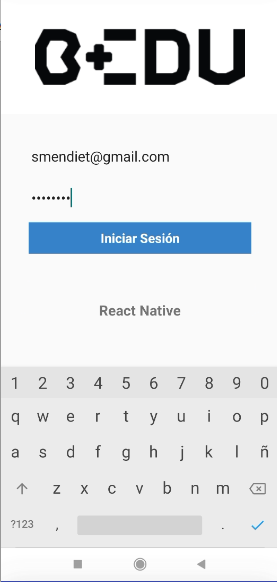 B+EDU
smendiet@gmail.com
••••••••
Iniciar Sesión
React Native
1 2 3 4 5 6 7 8 9 0
q w e r t y u i o p
a s d f g h j k l ñ
z x c v b n m
?123 , .